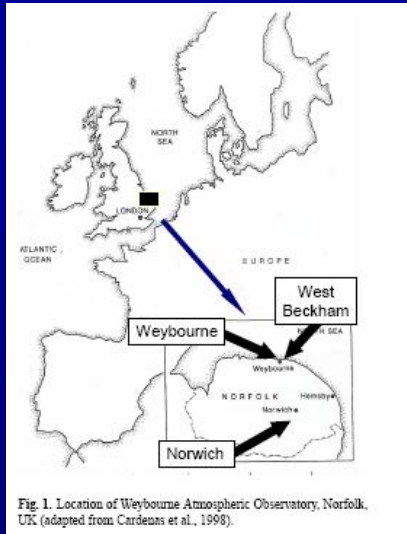 NORTH
SEA
LONDON
ATLANTIC
OCEAN
EUROPE
West
Beckham
NORTH SEA
Weybourne
Weybourne
NORFOLK
Hemsby
Norwich
Norwich
Fig. 1. Location of Weybourne Atmospheric Observatory, Norfolk,
UK (adapted from Cardenas et al., 1998).